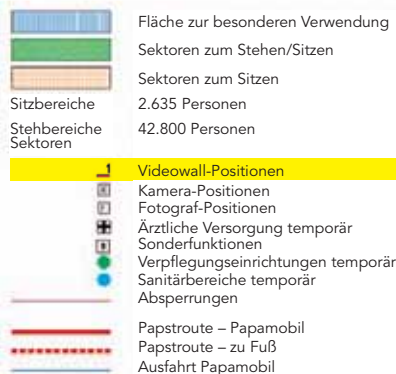 Fläche zur besonderen Verwendung
Sektoren zum Stehen/Sitzen
Sektoren zum Sitzen
Sitzbereiche 2.635 Personen
Stehbereiche 42.800 Personen
Sektoren
1 Videowall-Positionen
K Kamera-Positionen
F Fotograf-Positionen
Ärztliche Versorgung temporär
Sonderfunktionen
Verpflegungseinrichtungen temporär
Sanitärbereiche temporär
Absperrungen
Papstroute – Papamobil
Papstroute – zu Fuß
Ausfahrt Papamobil